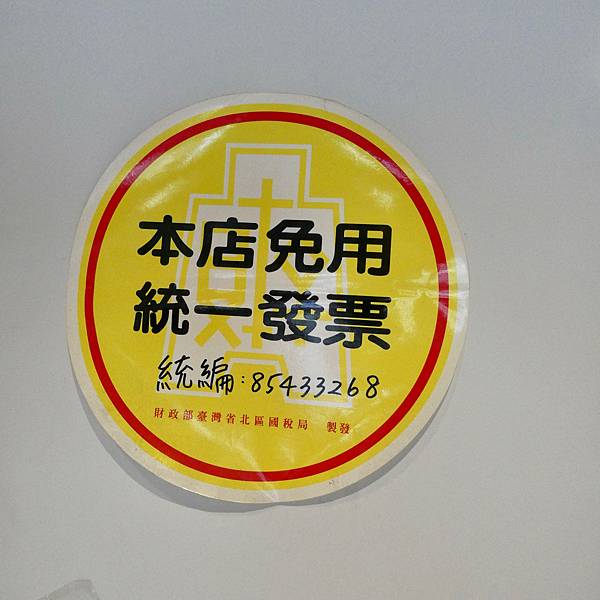 本店免用
統一發票
統編:85433268
財政部臺灣省北區國稅局 製發